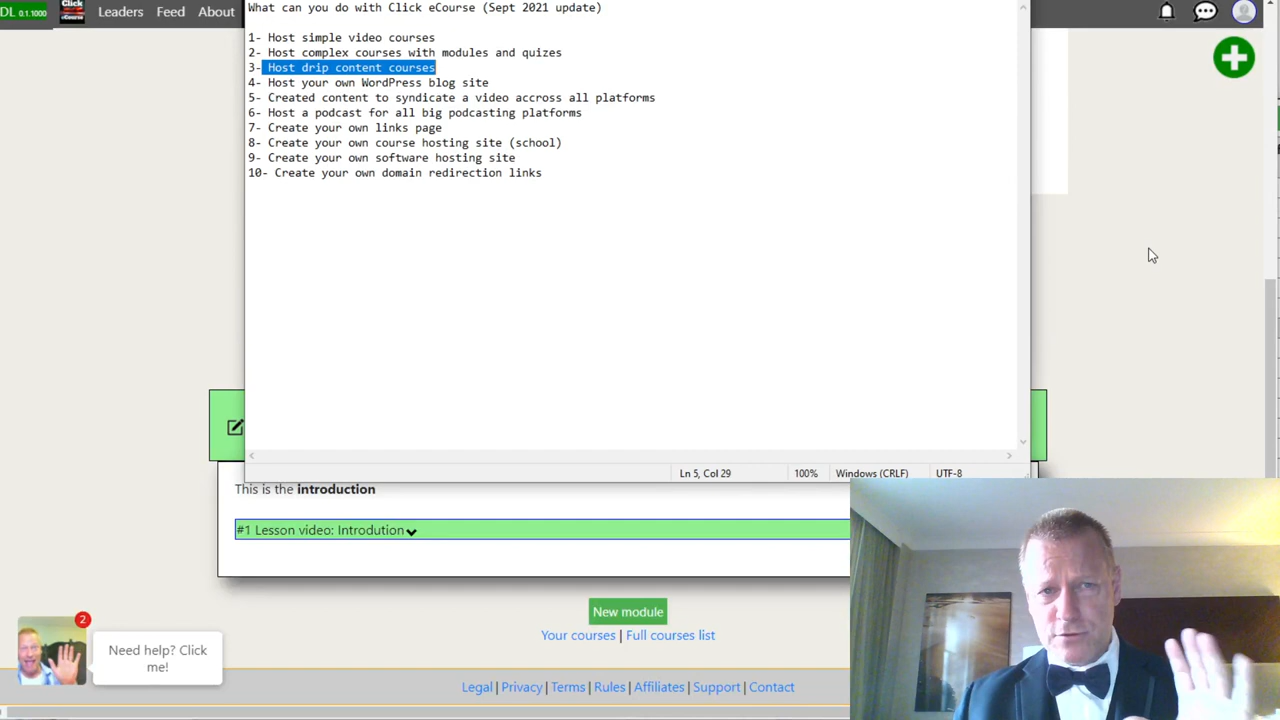 DL 0.1.1000
Click eCourse
Leaders Feed About
What can you do with Click eCourse (Sept 2021 update)
1- Host simple video courses
2- Host complex courses with modules and quizes
3- Host drip content courses
4- Host your own WordPress blog site
5- Created content to syndicate a video accross all platforms
6- Host a podcast for all big podcasting platforms
7- Create your own links page
8- Create your own course hosting site (school)
9- Create your own software hosting site
10- Create your own domain redirection links
Ln 5, Col 29 100% Windows (CRLF) UTF-8
This is the introduction
#1 Lesson video: Introdution
New module
Your courses | Full courses list
2
Need help? Click
me!
Legal | Privacy | Terms | Rules | Affiliates | Support | Contact